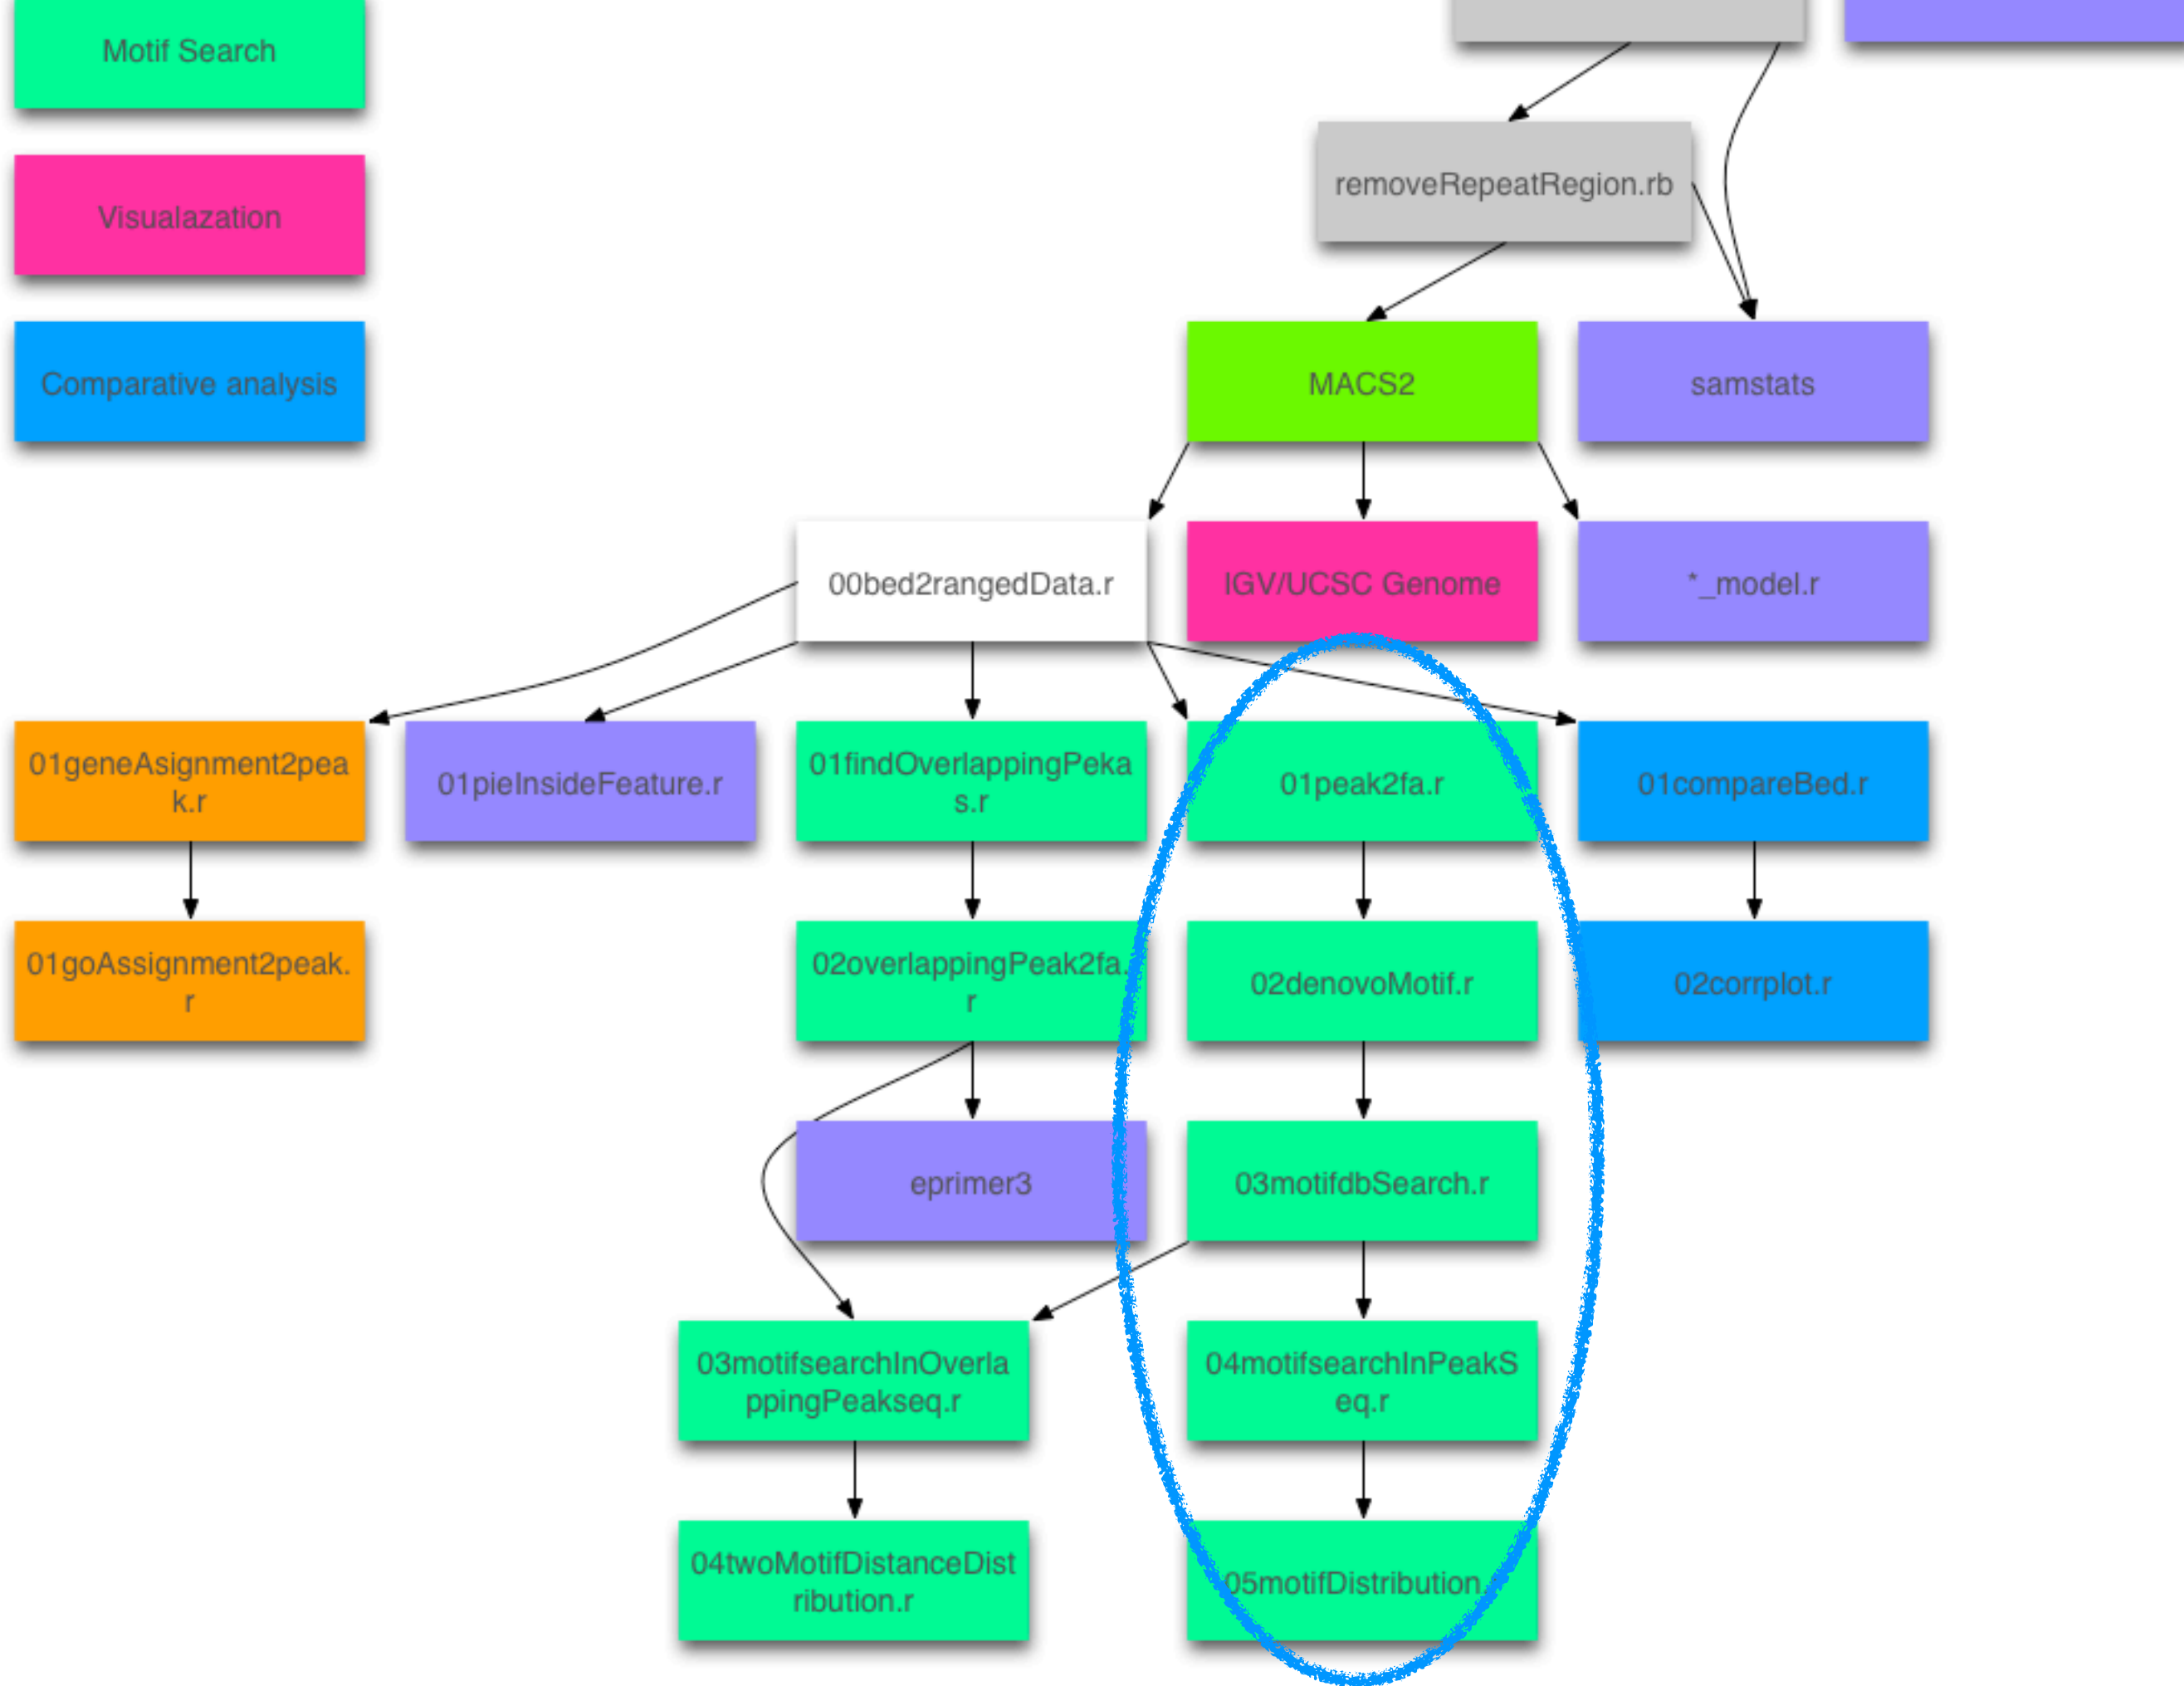 Motif Search
Visualazation
Comparative analysis
removeRepeatRegion.rb
MACS2
samstats
00bed2rangedData.r
IGV/UCSC Genome
*_model.r
01geneAsignment2pea
k.r
01pieInsideFeature.r
01findOverlappingPeka
s.r
01peak2fa.r
01compareBed.r
01goAssignment2peak.
r
02overlappingPeak2fa.
r
02denovoMotif.r
02corrplot.r
eprimer3
03motifdbSearch.r
03motifsearchInOverla
ppingPeakseq.r
04motifsearchInPeakS
eq.r
04twoMotifDistanceDist
ribution.r
05motifDistribution.